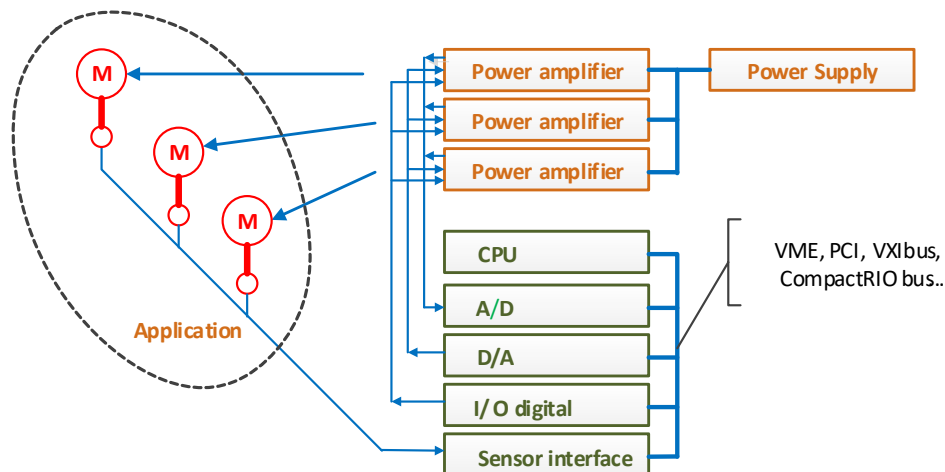 M
Power amplifier
Power Supply
M
Power amplifier
Power amplifier
M
CPU
VME, PCI, VXIbus,
CompactRIO bus..
A/D
Application
D/A
I/O digital
Sensor interface